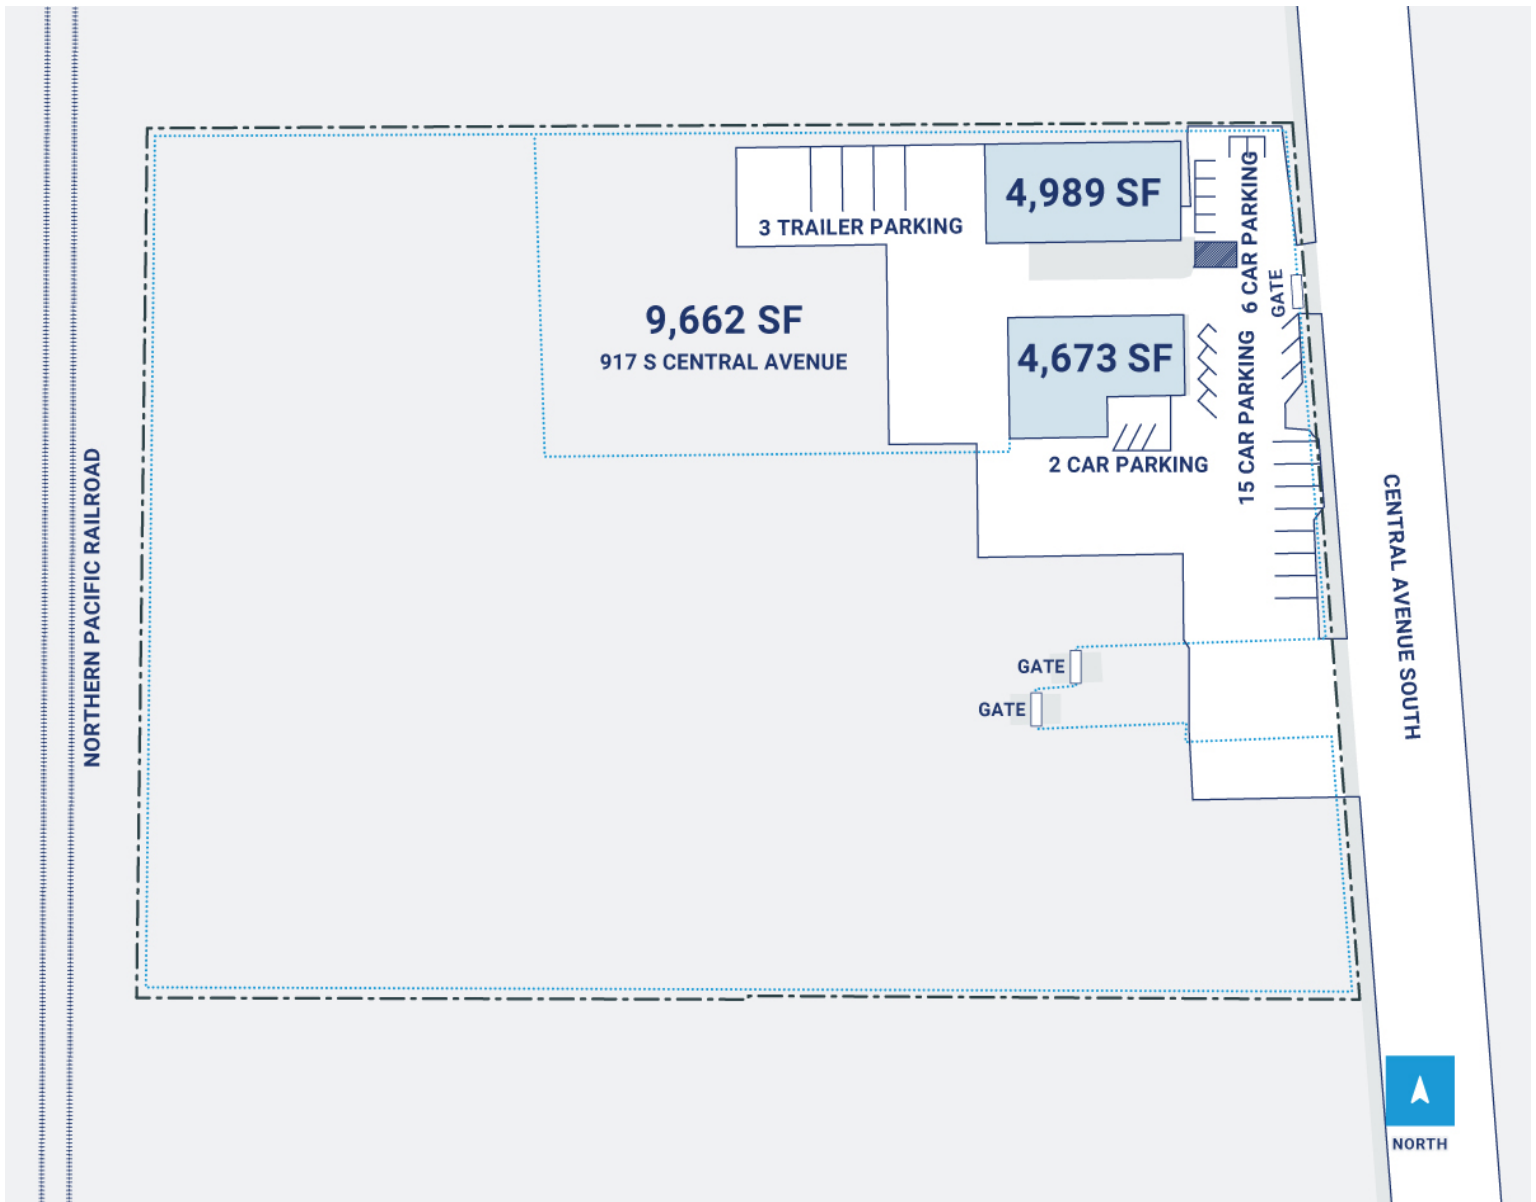 4,989 SF
3 TRAILER PARKING
6 CAR PARKING
GATE
9,662 SF
917 S CENTRAL AVENUE
4,673 SF
15 CAR PARKING
2 CAR PARKING
NORTHERN PACIFIC RAILROAD
CENTRAL AVENUE SOUTH
GATE
GATE
NORTH